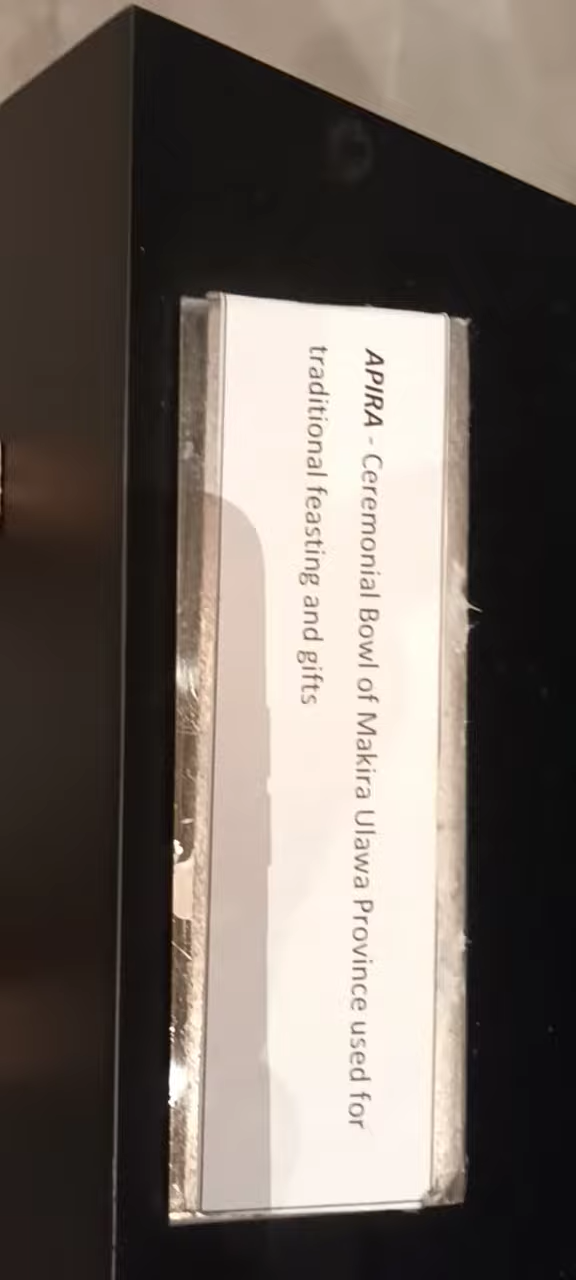 APIRA - Ceremonial Bowl of Makira Ulawa Province used for
traditional feasting and gifts